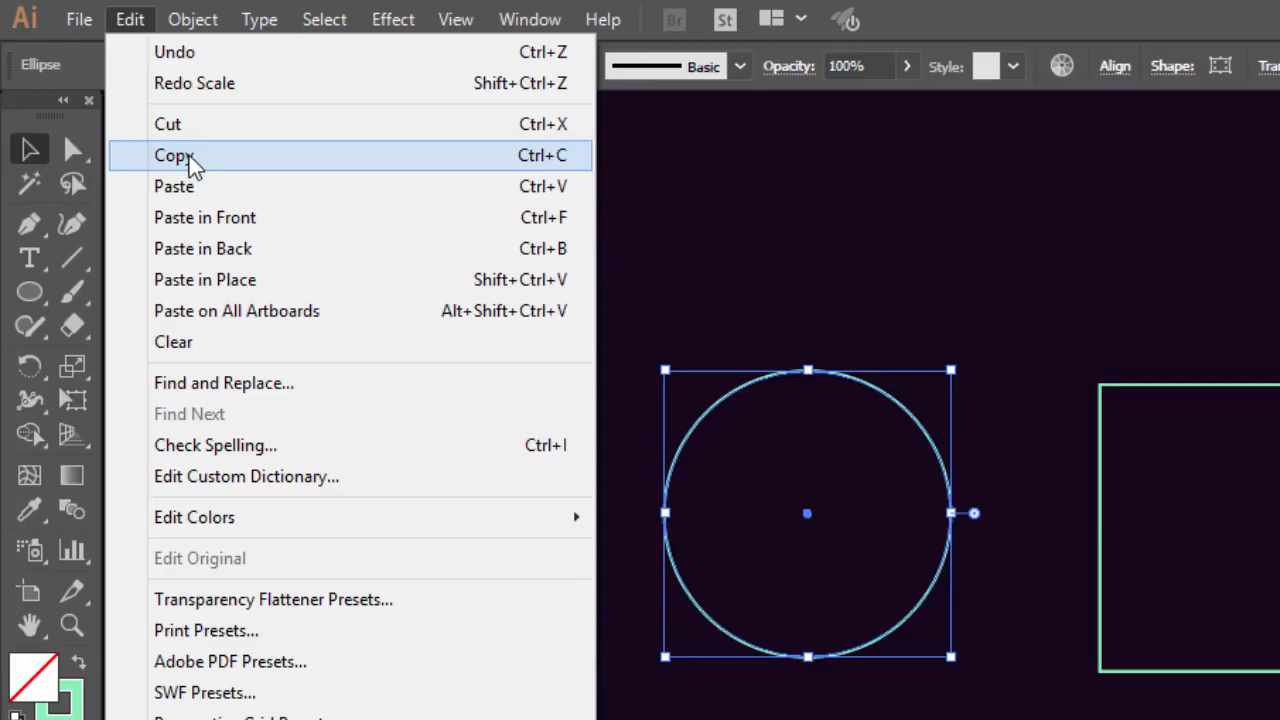 Ai File Edit Object Type Select Effect View Window Help Br St
Ellipse
Basic Opacity: 100% Style: Align Shape:
Undo Ctrl+Z
Redo Scale Shift+Ctrl+Z
Cut Ctrl+X
Copy Ctrl+C
Paste Ctrl+V
Paste in Front Ctrl+F
Paste in Back Ctrl+B
Paste in Place Shift+Ctrl+V
Paste on All Artboards Alt+Shift+Ctrl+V
Clear
Find and Replace...
Find Next
Check Spelling... Ctrl+I
Edit Custom Dictionary...
Edit Colors
Edit Original
Transparency Flattener Presets...
Print Presets...
Adobe PDF Presets...
SWF Presets...